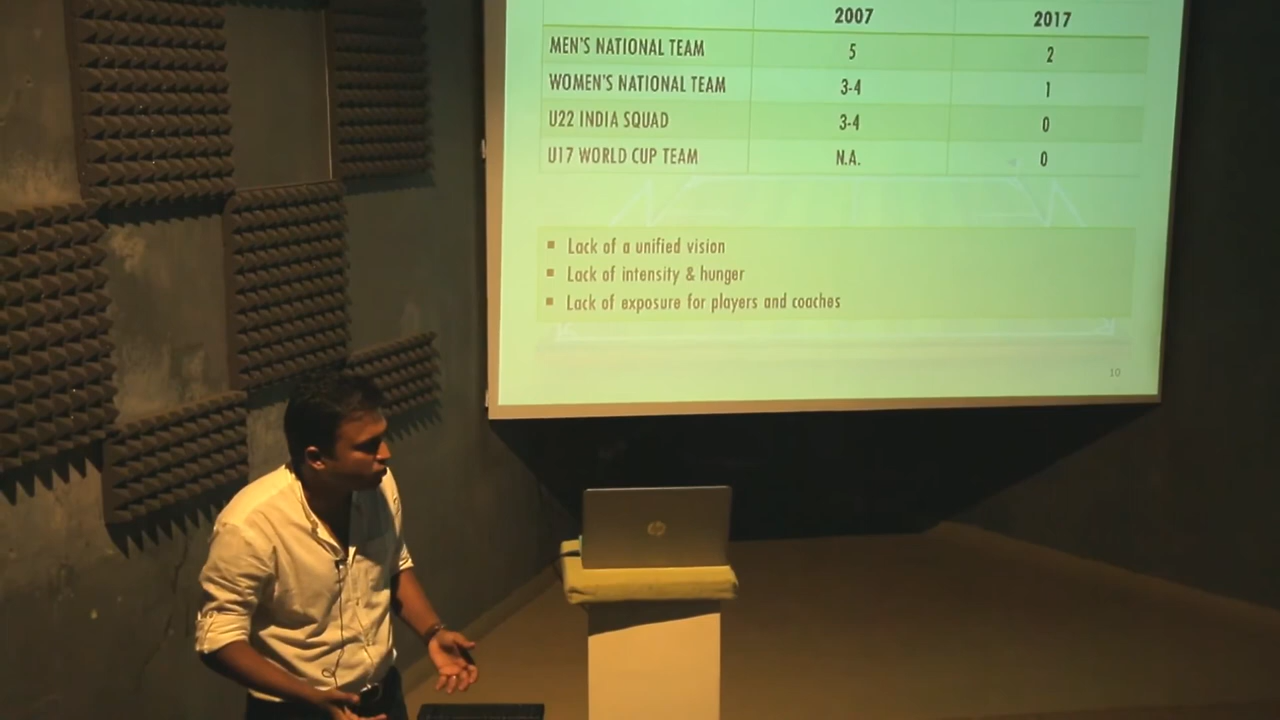 2007 2017
MEN'S NATIONAL TEAM 5 2
WOMEN'S NATIONAL TEAM 3-4 1
U22 INDIA SQUAD 3-4 0
U17 WORLD CUP TEAM N.A. 0
▪ Lack of a unified vision
▪ Lack of intensity & hunger
▪ Lack of exposure for players and coaches
10
hp